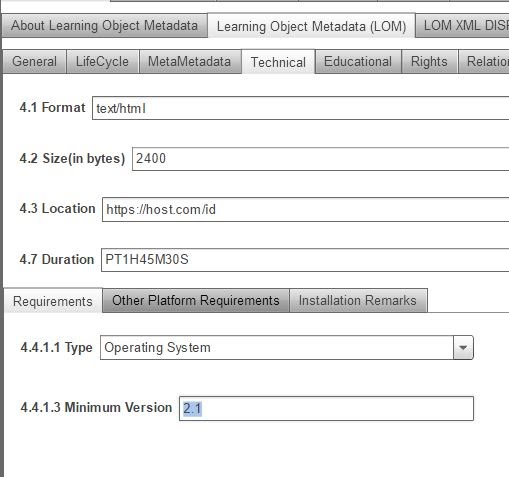 About Learning Object Metadata Learning Object Metadata (LOM) LOM XML
General LifeCycle MetaMetadata Technical Educational Rights
4.1 Format text/html
4.2 Size(in bytes) 2400
4.3 Location https://host.com/id
4.7 Duration PT1H45M30S
Requirements Other Platform Requirements Installation Remarks
4.4.1.1 Type Operating System
4.4.1.3 Minimum Version 2.1